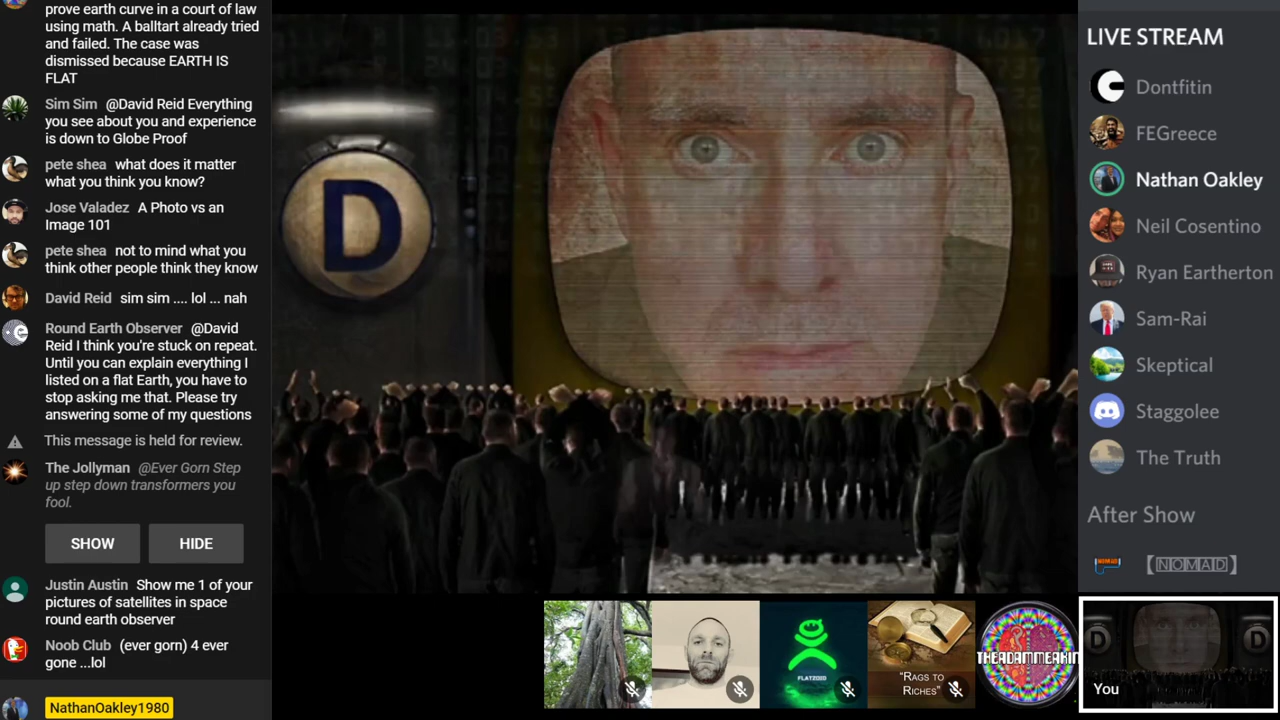 prove earth curve in a court of law
using math. A balltart already tried
and failed. The case was
dismissed because EARTH IS
FLAT
Sim Sim @David Reid Everything
you see about you and experience
is down to Globe Proof
pete shea what does it matter
what you think you know?
Jose Valadez A Photo vs an
Image 101
pete shea not to mind what you
think other people think they know
David Reid sim sim .... lol ... nah
Round Earth Observer @David
Reid I think you're stuck on repeat.
Until you can explain everything I
listed on a flat Earth, you have to
stop asking me that. Please try
answering some of my questions
This message is held for review.
The Jollyman @Ever Gorn Step
up step down transformers you
fool.
SHOW HIDE
Justin Austin Show me 1 of your
pictures of satellites in space
round earth observer
Noob Club (ever gorn) 4 ever
gone ...lol
NathanOakley1980
D
LIVE STREAM
Dontfitin
FEGreece
Nathan Oakley
Neil Cosentino
Ryan Eartherton
Sam-Rai
Skeptical
Staggolee
The Truth
After Show
【NOMAD】
FLAT2020
"RAGS TO
RICHES"
THEADAMMEAKIN
D D
You